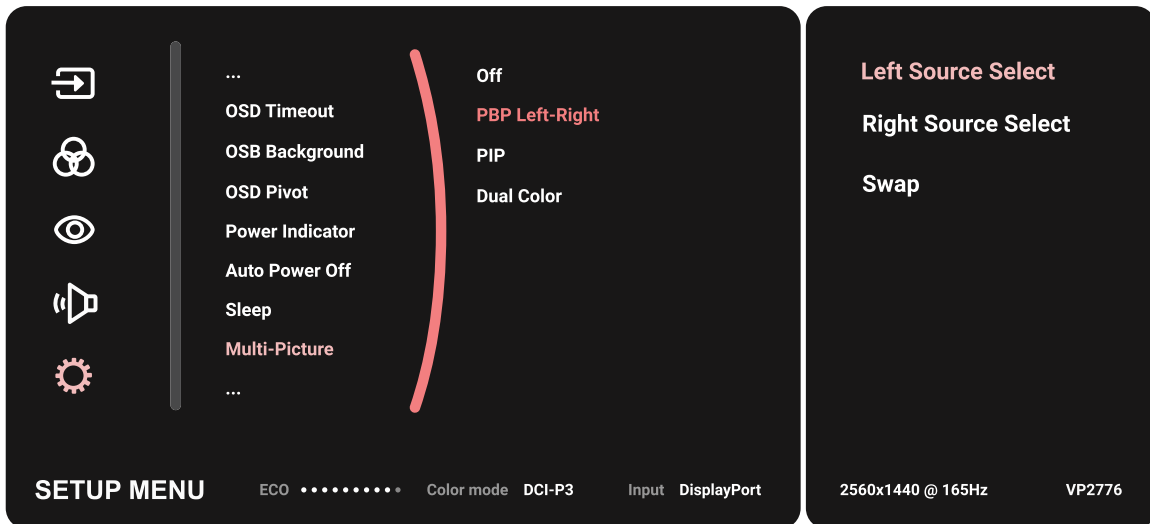 ...
OSD Timeout
OSB Background
OSD Pivot
Power Indicator
Auto Power Off
Sleep
Multi-Picture
...
Off
PBP Left-Right
PIP
Dual Color
Left Source Select
Right Source Select
Swap
SETUP MENU
ECO
Color mode DCI-P3
Input DisplayPort
2560x1440 @ 165Hz
VP2776